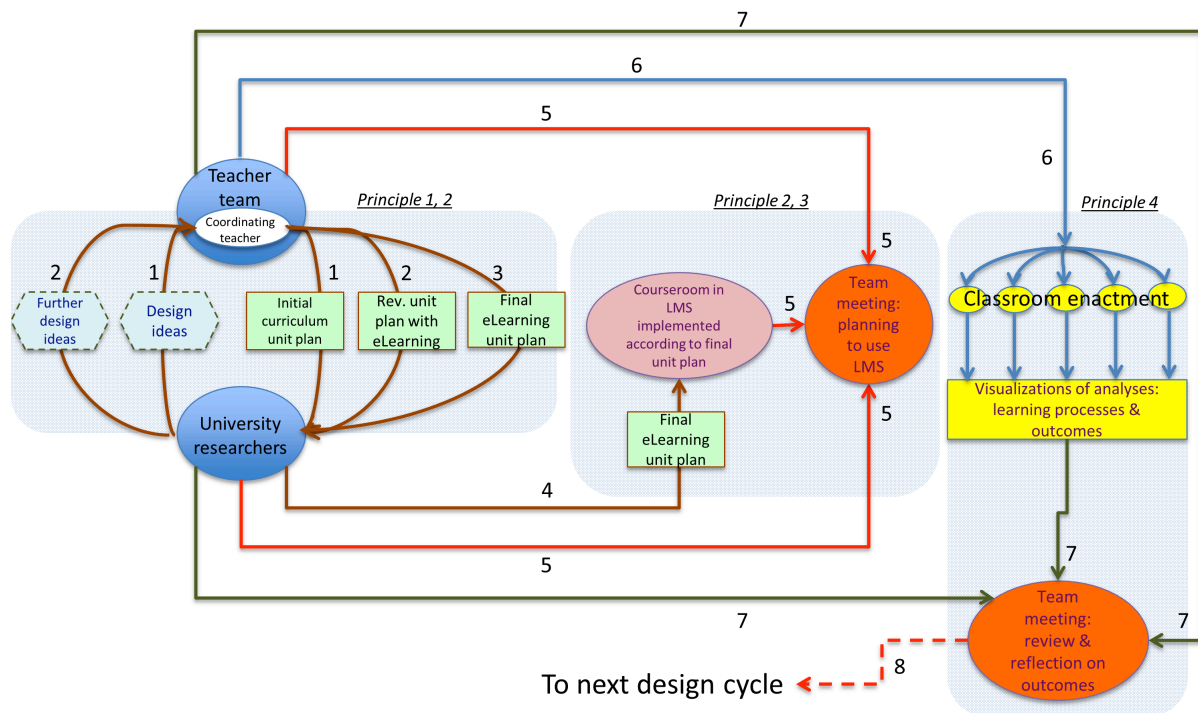 7
6
5
6
Teacher
team
Coordinating
teacher
Principle 1, 2
Principle 2, 3
Principle 4
2
1
1
2
3
5
Further
design
ideas
Design
ideas
Initial
curriculum
unit plan
Rev. unit
plan with
eLearning
Final
eLearning
unit plan
Courseroom in
LMS
implemented
according to final
unit plan
5
Team
meeting:
planning
to use
LMS
Classroom enactment
Visualizations of analyses:
learning processes &
outcomes
University
researchers
Final
eLearning
unit plan
5
4
5
7
7
7
Team
meeting:
review &
reflection on
outcomes
8
To next design cycle